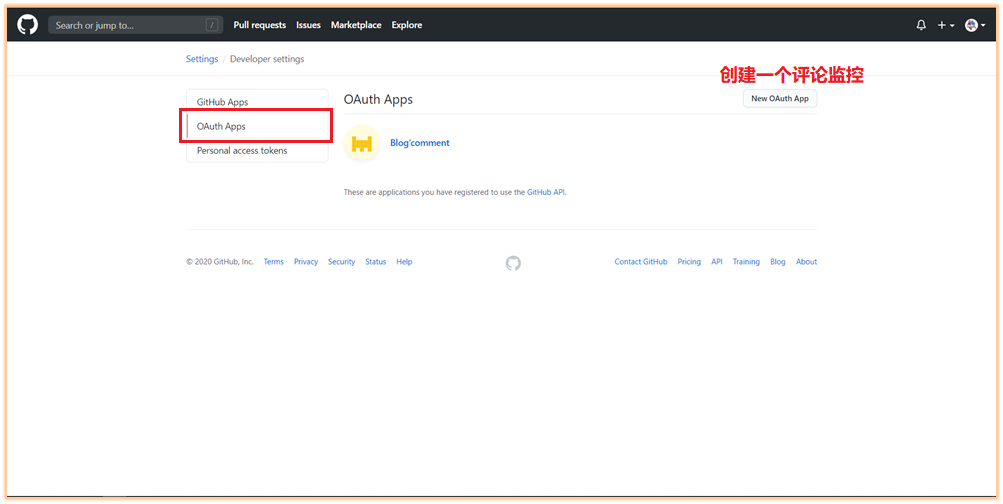 Search or jump to... /
Pull requests Issues Marketplace Explore
Settings / Developer settings
创建一个评论监控
GitHub Apps
OAuth Apps
Personal access tokens
OAuth Apps
New OAuth App
Blog'comment
These are applications you have registered to use the GitHub API.
© 2020 GitHub, Inc. Terms Privacy Security Status Help
Contact GitHub Pricing API Training Blog About